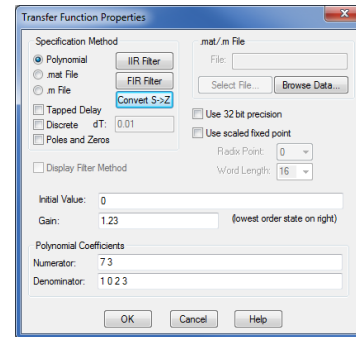 Transfer Function Properties
Specification Method
Polynomial
IIR Filter
.mat File
FIR Filter
.m File
Convert S->Z
Tapped Delay
Discrete dT: 0.01
Poles and Zeros
Display Filter Method
.mat/.m File
File:
Select File...
Browse Data...
Use 32 bit precision
Use scaled fixed point
Radix Point: 0
Word Length: 16
Initial Value: 0
Gain: 1.23 (lowest order state on right)
Polynomial Coefficients
Numerator: 7 3
Denominator: 1 0 2 3
OK Cancel Help